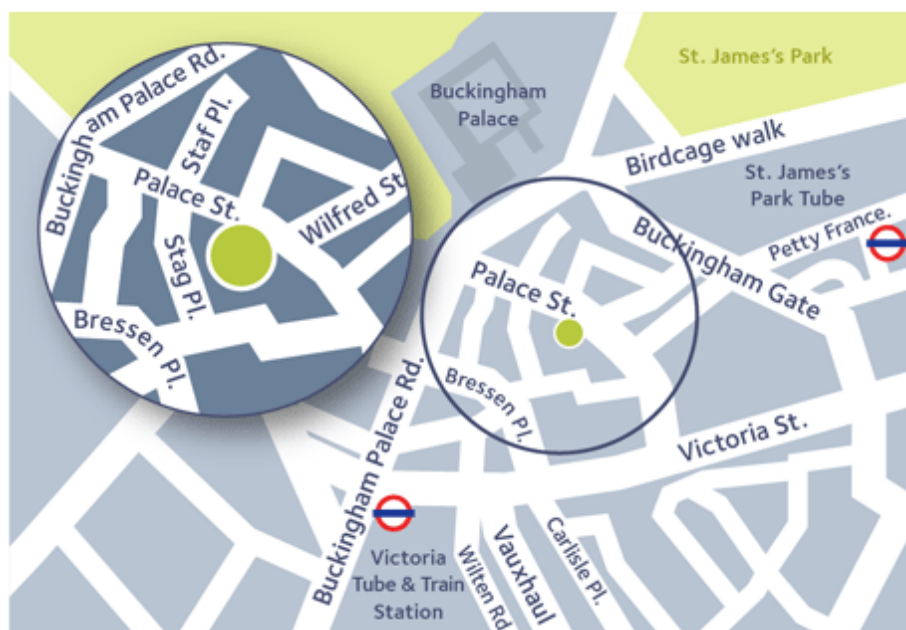 Buckingham Palace Rd.
Staf Pl.
Palace St.
Wilfred St
Stag Pl.
Bressen Pl.
Buckingham
Palace
St. James's Park
Birdcage walk
St. James's
Park Tube
Petty France.
Buckingham Gate
Palace St.
Bressen Pl.
Buckingham Palace Rd.
Victoria St.
Victoria
Tube & Train
Station
Wilten Rd
Vauxhaul
Carlisle Pl.